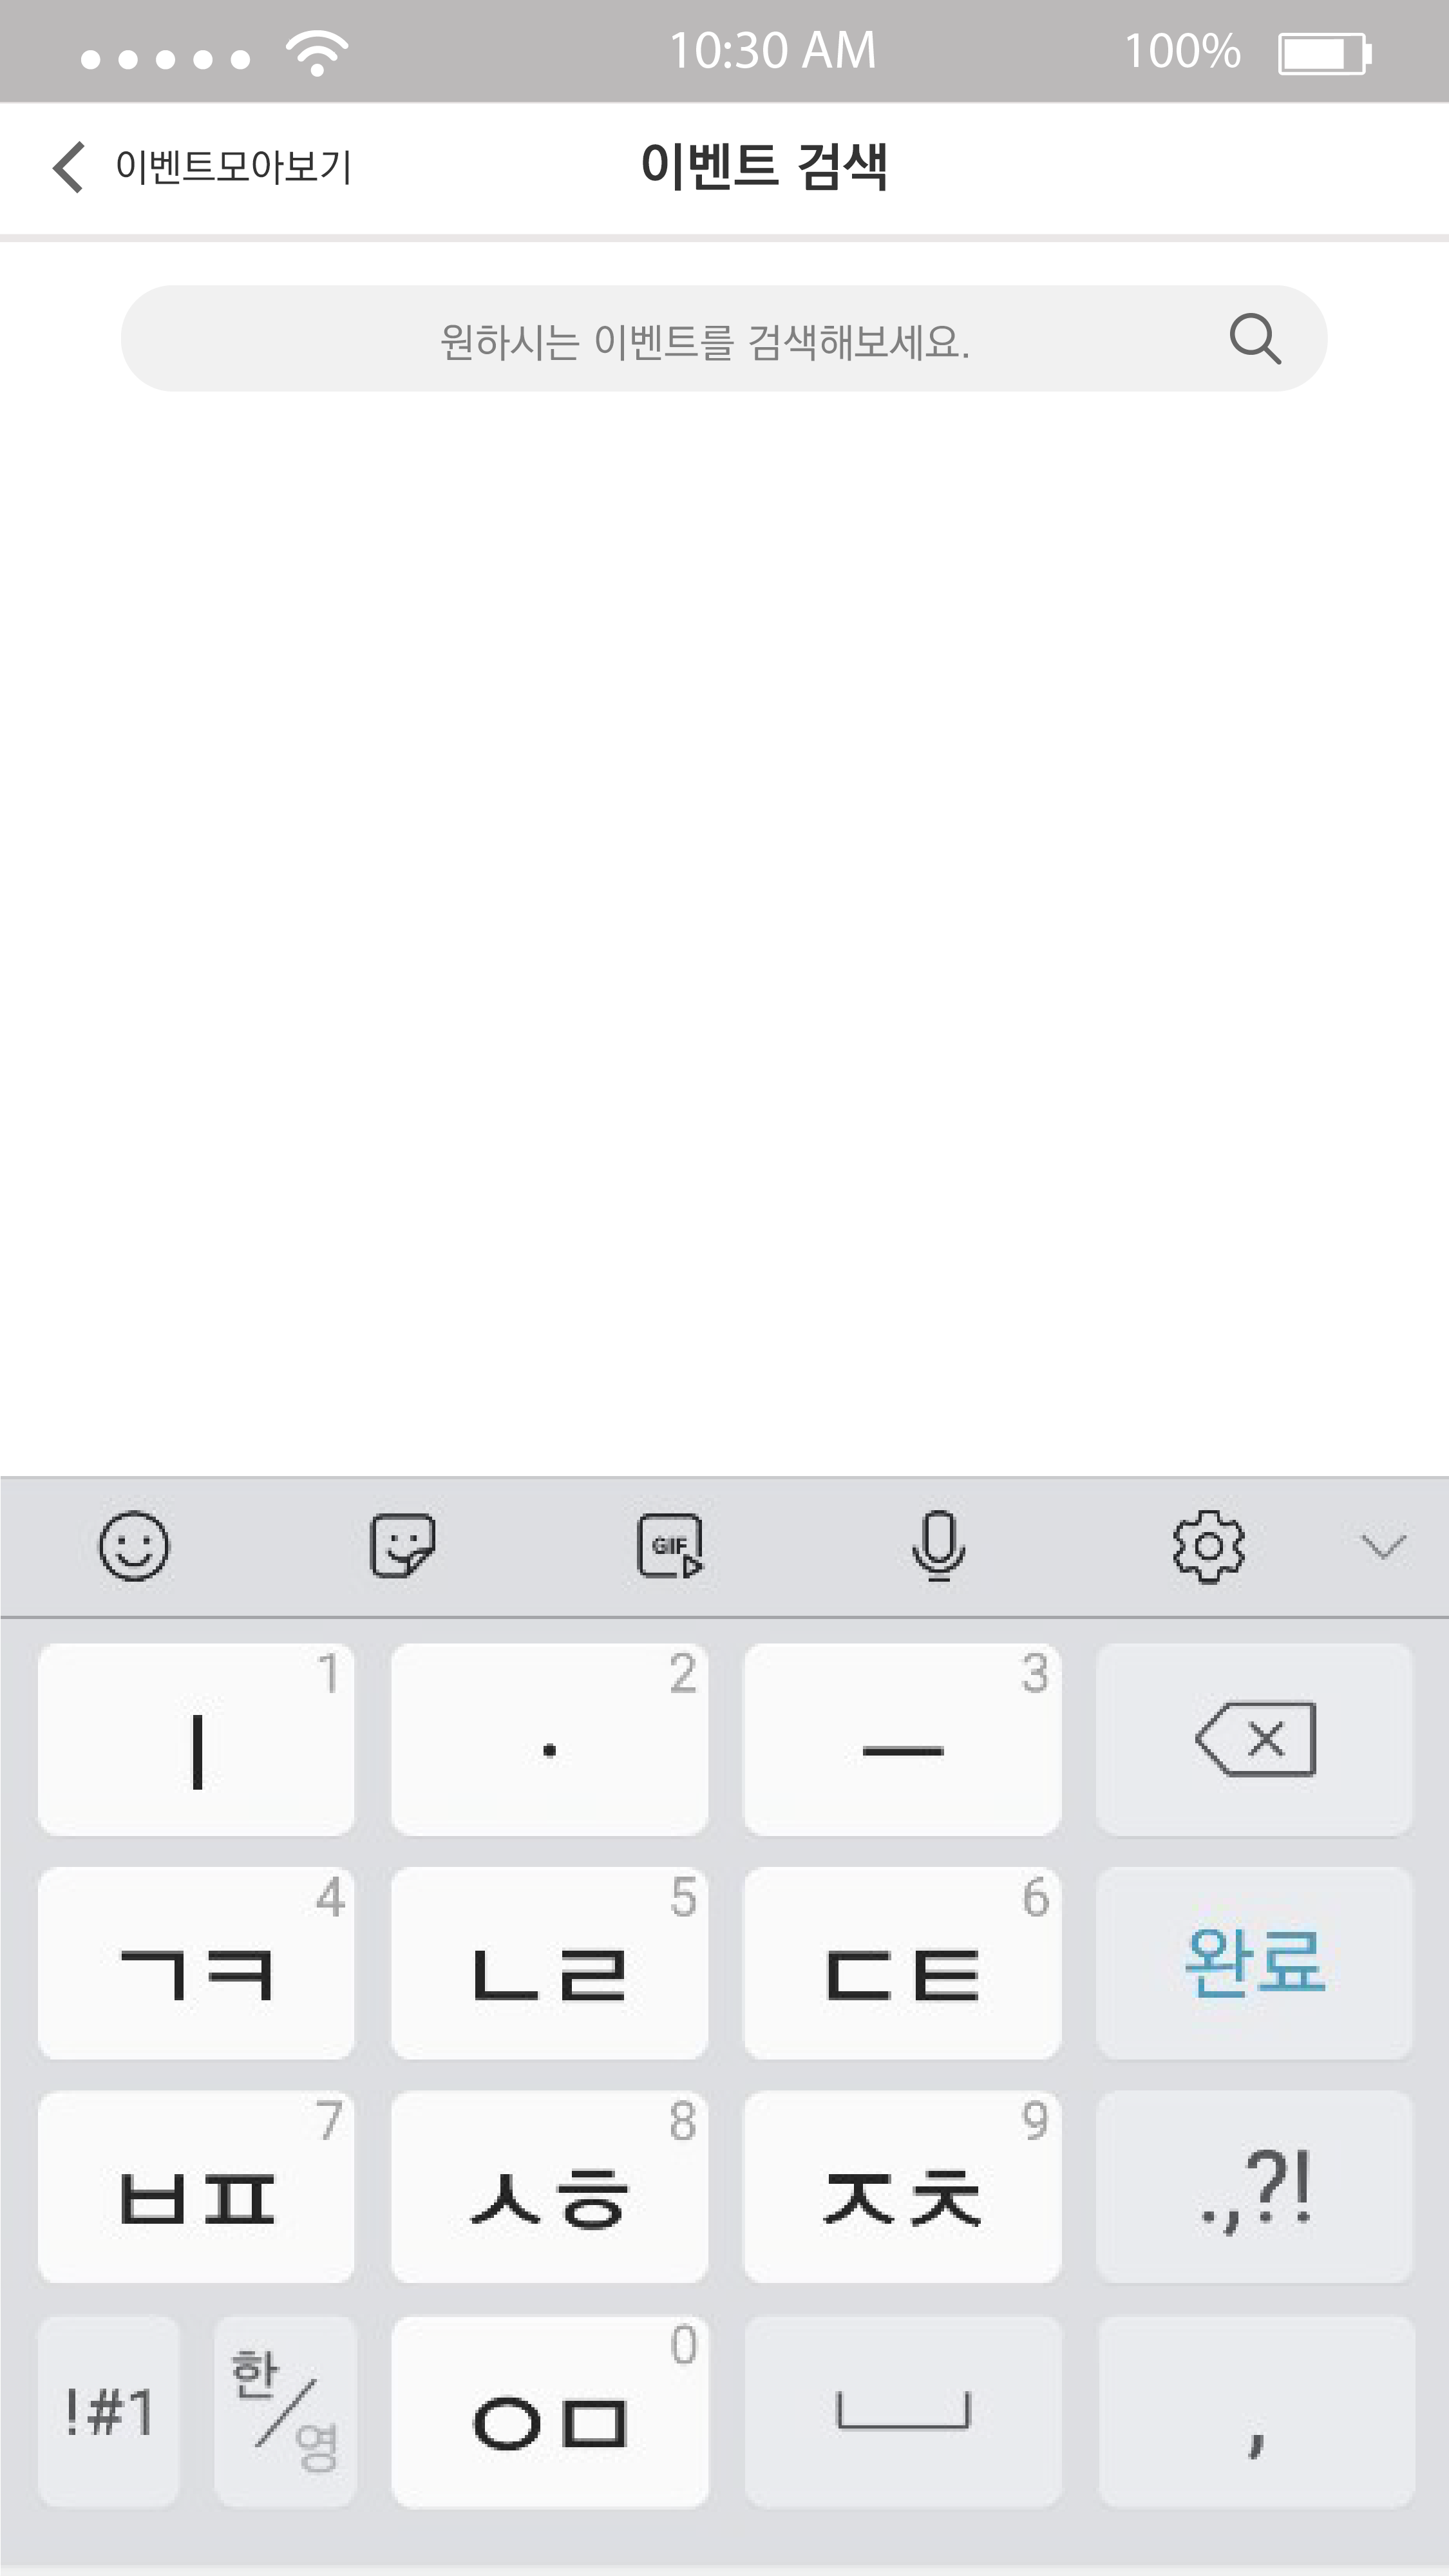 10:30 AM 100%
이벤트모아보기 이벤트 검색
원하시는 이벤트를 검색해보세요.
GIF
1 2 3
ㅣ · ㅡ
4 5 6
ㄱㅋ ㄴㄹ ㄷㅌ 완료
7 8 9
ㅂㅍ ㅅㅎ ㅈㅊ .,?!
0
!#1 한/영 ㅇㅁ ,